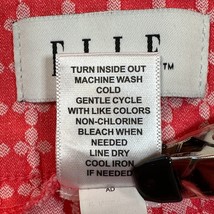 ELLE
TM
TURN INSIDE OUT
MACHINE WASH
COLD
GENTLE CYCLE
WITH LIKE COLORS
NON-CHLORINE
BLEACH WHEN
NEEDED
LINE DRY
COOL IRON
IF NEEDED
AD